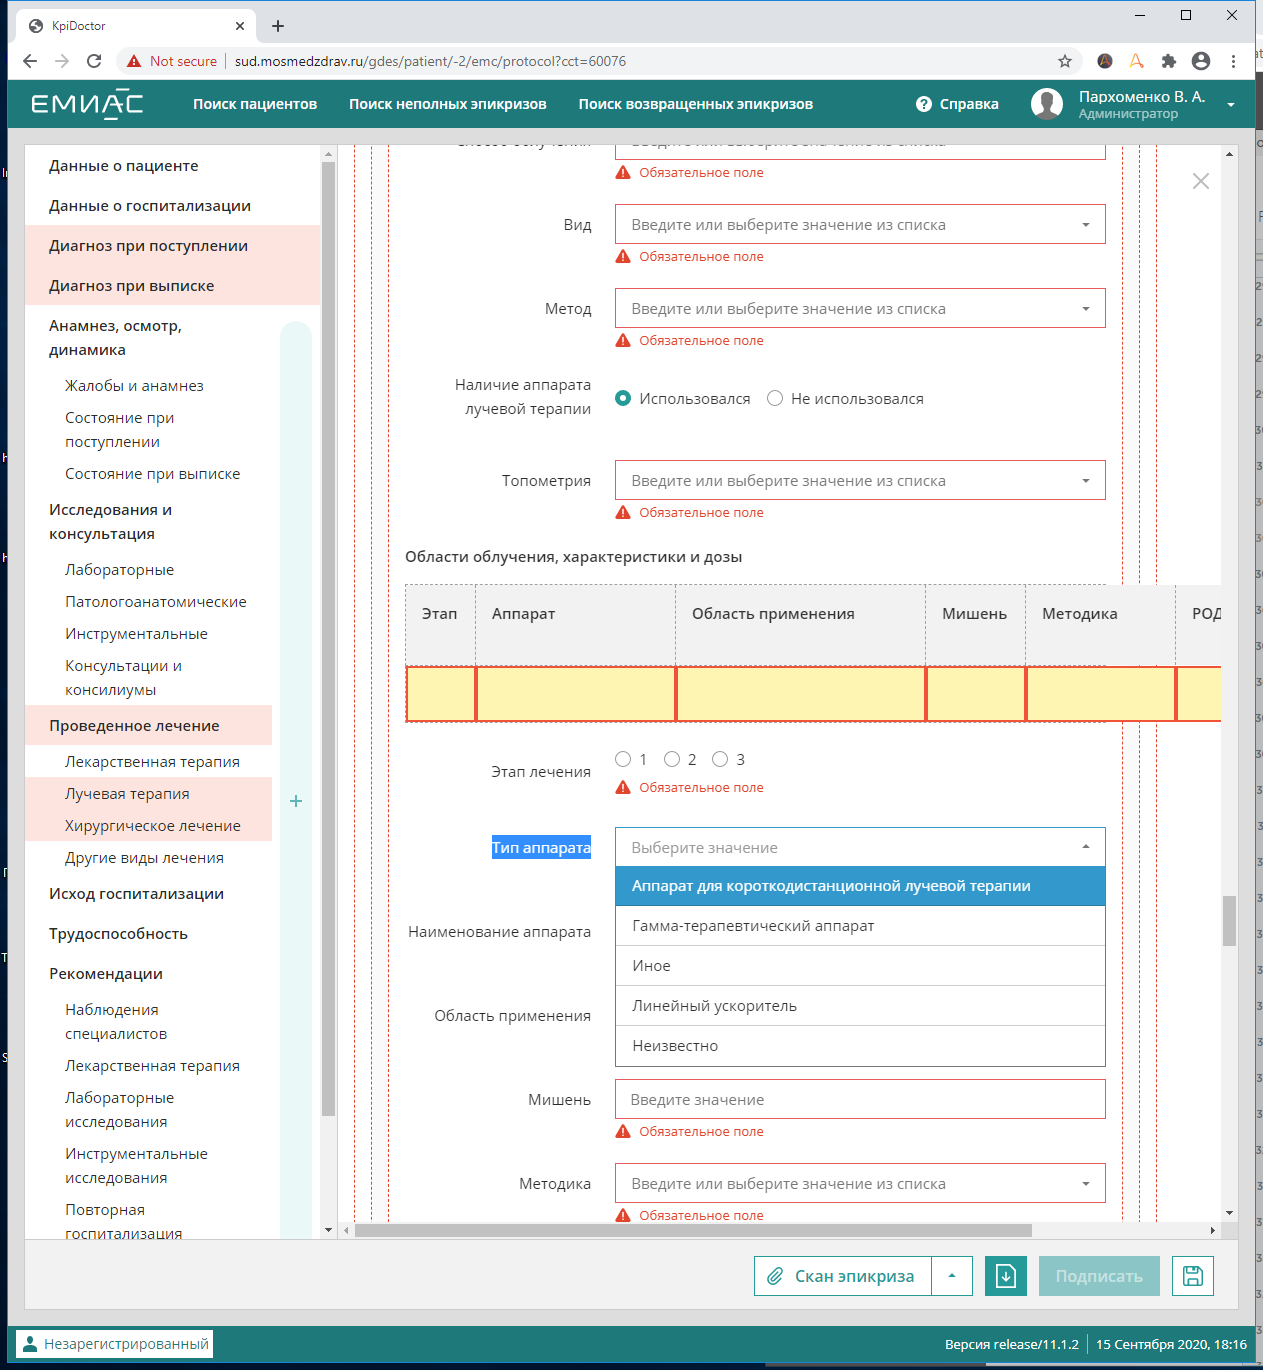 KpiDoctor
Not secure
sud.mosmedzdrav.ru/gdes/patient/-2/emc/protocol?cct=60076
ЕМИАС
Поиск пациентов
Поиск неполных эпикризов
Поиск возвращенных эпикризов
Справка
Пархоменко В. А.
Администратор
Данные о пациенте
Данные о госпитализации
Диагноз при поступлении
Диагноз при выписке
Анамнез, осмотр,
динамика
Жалобы и анамнез
Состояние при
поступлении
Состояние при выписке
Исследования и
консультация
Лабораторные
Патологоанатомические
Инструментальные
Консультации и
консилиумы
Проведенное лечение
Лекарственная терапия
Лучевая терапия
Хирургическое лечение
Другие виды лечения
Исход госпитализации
Трудоспособность
Рекомендации
Наблюдения
специалистов
Лекарственная терапия
Лабораторные
исследования
Инструментальные
исследования
Повторная
госпитализация
Обязательное поле
Вид
Введите или выберите значение из списка
Обязательное поле
Метод
Введите или выберите значение из списка
Обязательное поле
Наличие аппарата
лучевой терапии
Использовался
Не использовался
Топометрия
Введите или выберите значение из списка
Обязательное поле
Области облучения, характеристики и дозы
Этап
Аппарат
Область применения
Мишень
Методика
РОД
Этап лечения
1
2
3
Обязательное поле
Тип аппарата
Выберите значение
Аппарат для короткодистанционной лучевой терапии
Гамма-терапевтический аппарат
Иное
Линейный ускоритель
Неизвестно
Наименование аппарата
Область применения
Мишень
Введите значение
Обязательное поле
Методика
Введите или выберите значение из списка
Обязательное поле
Скан эпикриза
Подписать
Незарегистрированный
Версия release/11.1.2
15 Сентября 2020, 18:16